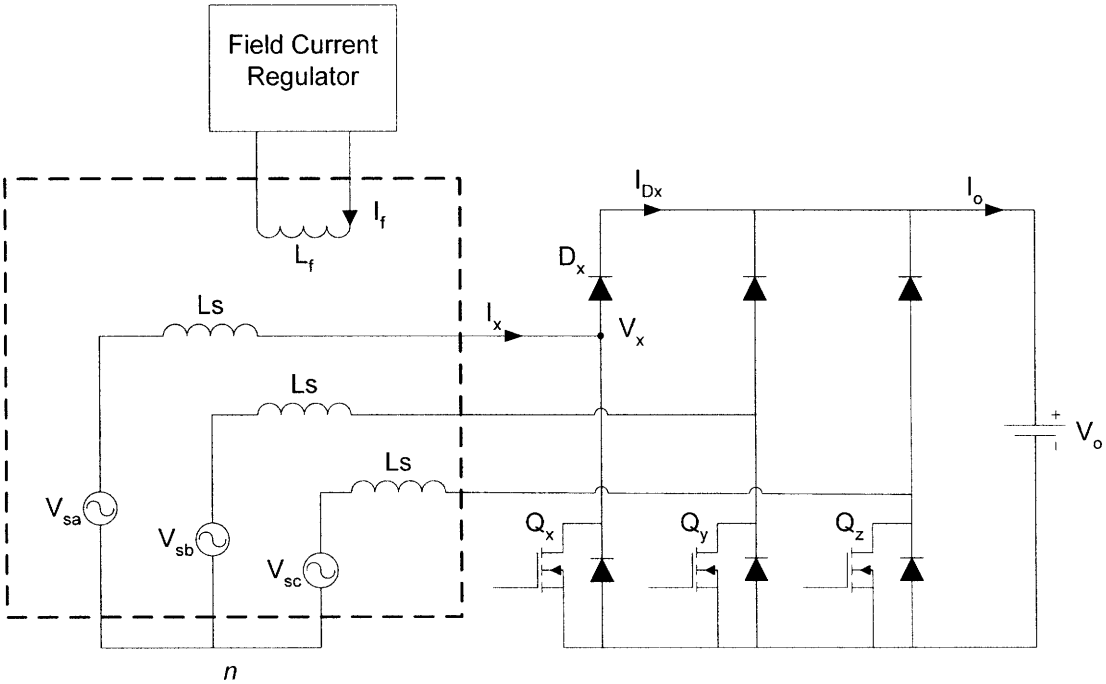 Field Current
Regulator
I_f
L_f
I_Dx
I_o
D_x
Ls
I_x
V_x
Ls
Ls
+
-
V_o
V_sa
V_sb
V_sc
Q_x
Q_y
Q_z
n